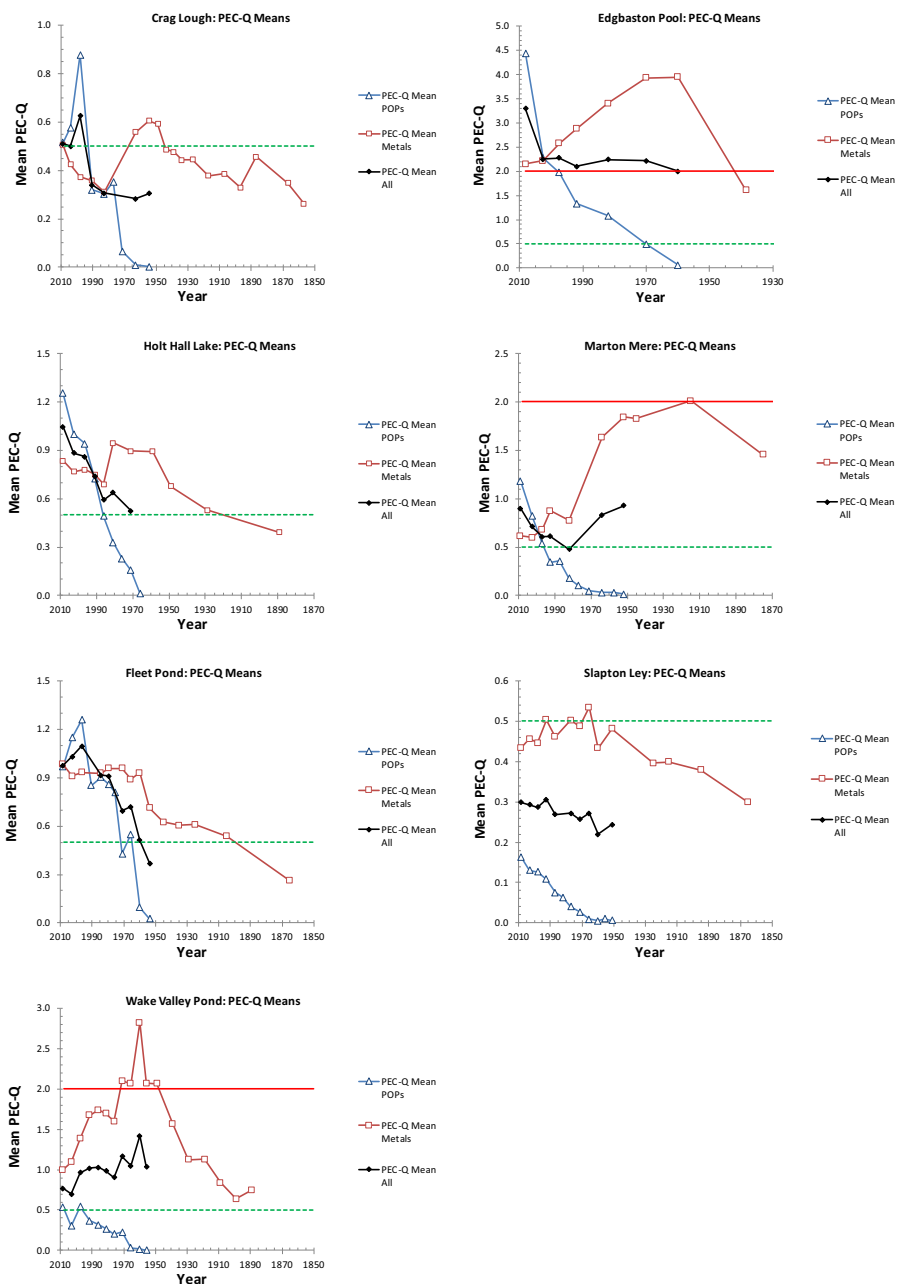 Crag Lough: PEC-Q Means
Mean PEC-Q
1.0
0.8
0.6
0.4
0.2
0.0
2010 1990 1970 1950 1930 1910 1890 1870 1850
Year
PEC-Q Mean
POPs
PEC-Q Mean
Metals
PEC-Q Mean
All
Edgbaston Pool: PEC-Q Means
Mean PEC-Q
5.0
4.5
4.0
3.5
3.0
2.5
2.0
1.5
1.0
0.5
0.0
2010 1990 1970 1950 1930
Year
PEC-Q Mean
POPs
PEC-Q Mean
Metals
PEC-Q Mean
All
Holt Hall Lake: PEC-Q Means
Mean PEC-Q
1.5
1.2
0.9
0.6
0.3
0.0
2010 1990 1970 1950 1930 1910 1890 1870
Year
PEC-Q Mean
POPs
PEC-Q Mean
Metals
PEC-Q Mean
All
Marton Mere: PEC-Q Means
Mean PEC-Q
2.5
2.0
1.5
1.0
0.5
0.0
2010 1990 1970 1950 1930 1910 1890 1870
Year
PEC-Q Mean
POPs
PEC-Q Mean
Metals
PEC-Q Mean
All
Fleet Pond: PEC-Q Means
Mean PEC-Q
1.5
1.2
0.9
0.6
0.3
0.0
2010 1990 1970 1950 1930 1910 1890 1870 1850
Year
PEC-Q Mean
POPs
PEC-Q Mean
Metals
PEC-Q Mean
All
Slapton Ley: PEC-Q Means
Mean PEC-Q
0.6
0.5
0.4
0.3
0.2
0.1
0.0
2010 1990 1970 1950 1930 1910 1890 1870 1850
Year
PEC-Q Mean
POPs
PEC-Q Mean
Metals
PEC-Q Mean
All
Wake Valley Pond: PEC-Q Means
Mean PEC-Q
3.0
2.5
2.0
1.5
1.0
0.5
0.0
2010 1990 1970 1950 1930 1910 1890 1870 1850
Year
PEC-Q Mean
POPs
PEC-Q Mean
Metals
PEC-Q Mean
All